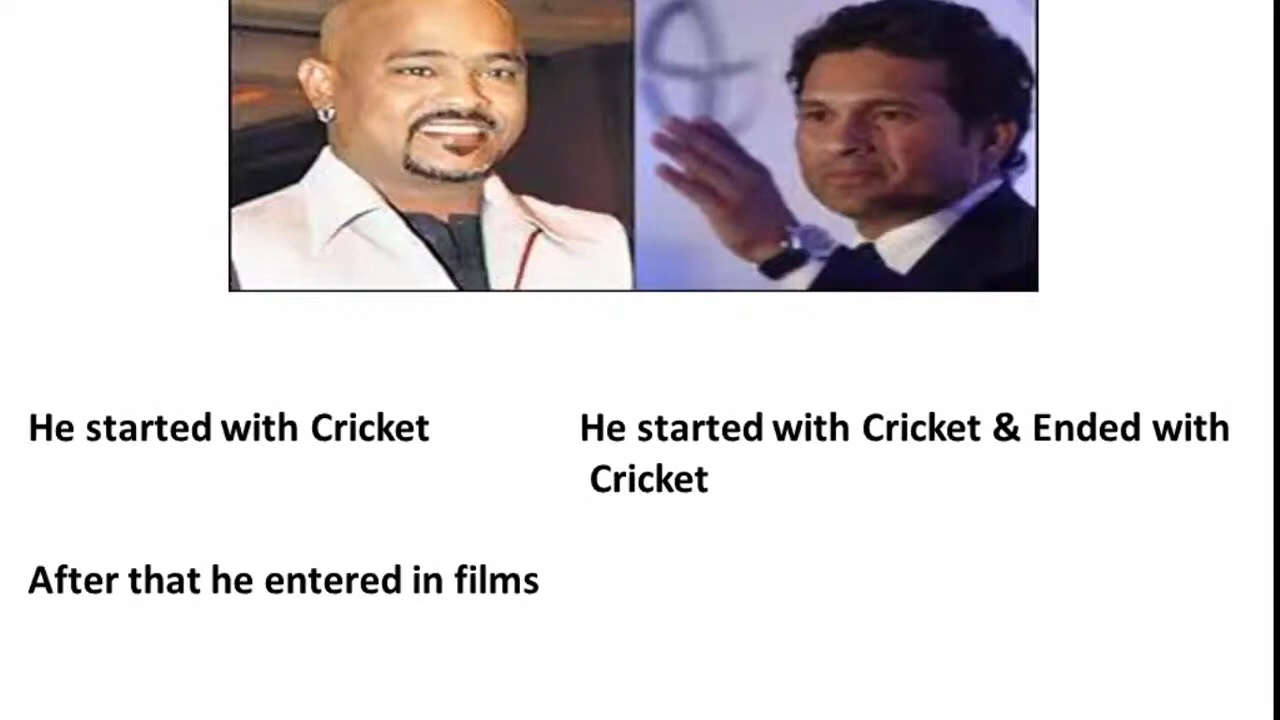 He started with Cricket
He started with Cricket & Ended with
Cricket
After that he entered in films